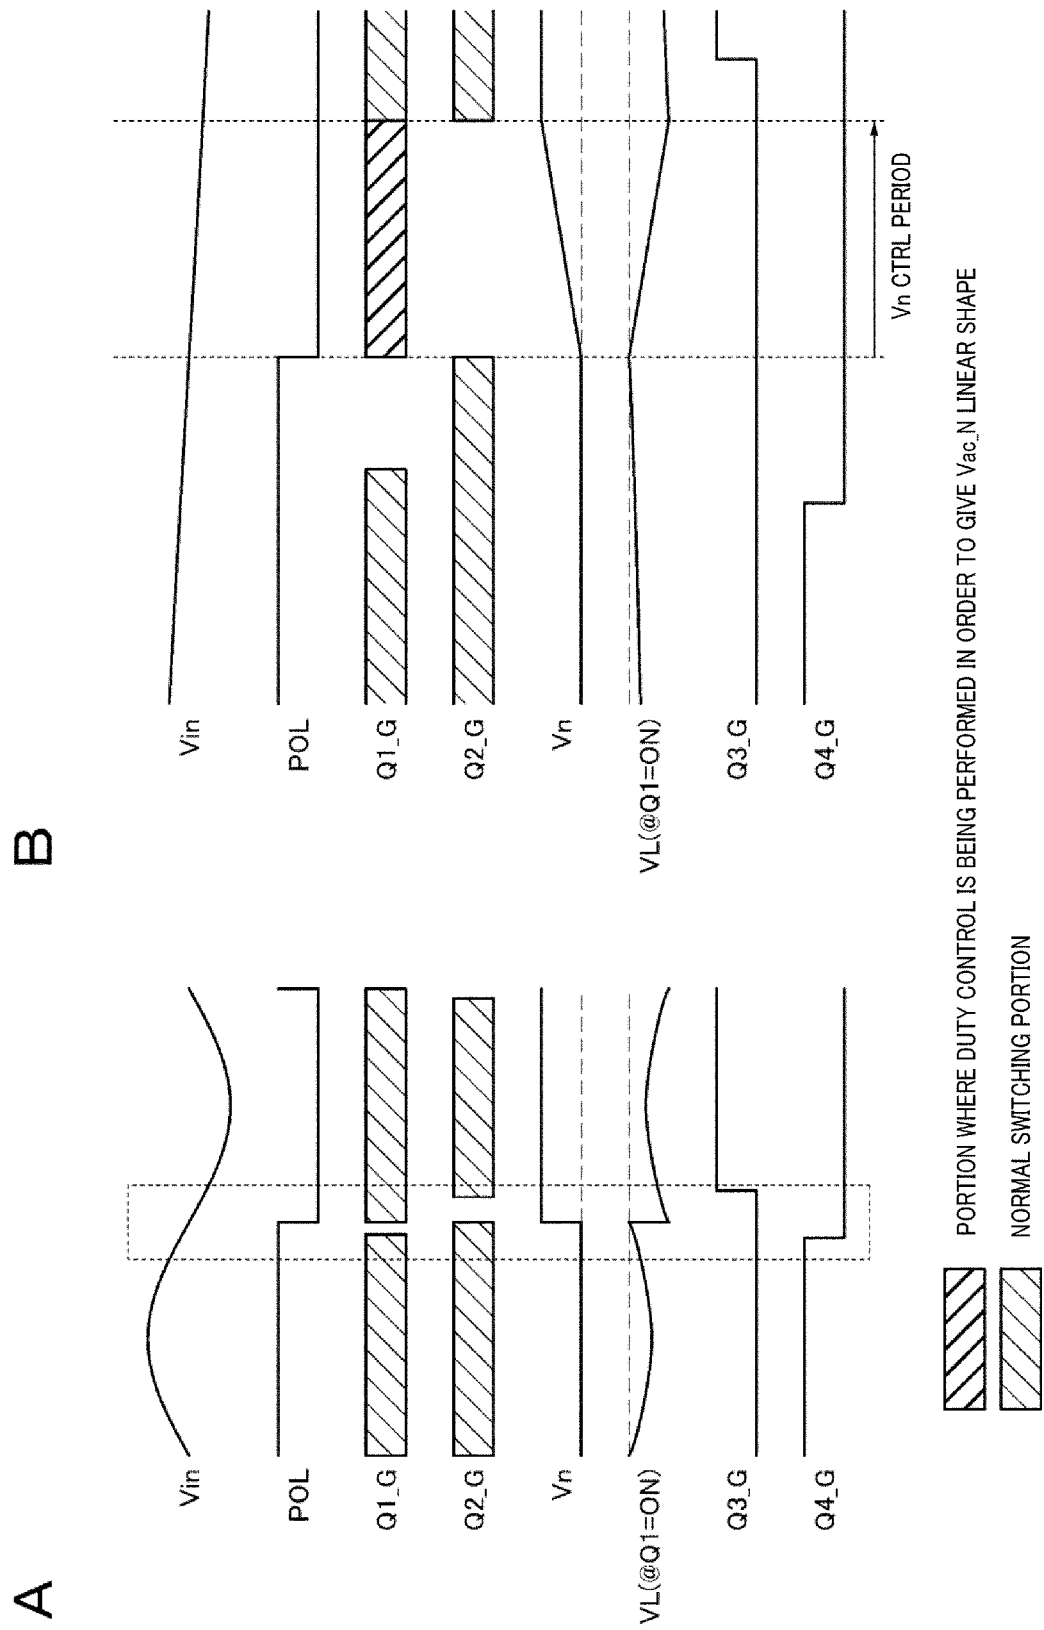 A
Vin
POL
Q1_G
Q2_G
Vn
VL(@Q1=ON)
Q3_G
Q4_G
B
Vin
POL
Q1_G
Q2_G
Vn
VL(@Q1=ON)
Q3_G
Q4_G
Vn CTRL PERIOD
PORTION WHERE DUTY CONTROL IS BEING PERFORMED IN ORDER TO GIVE Vac_N LINEAR SHAPE
NORMAL SWITCHING PORTION